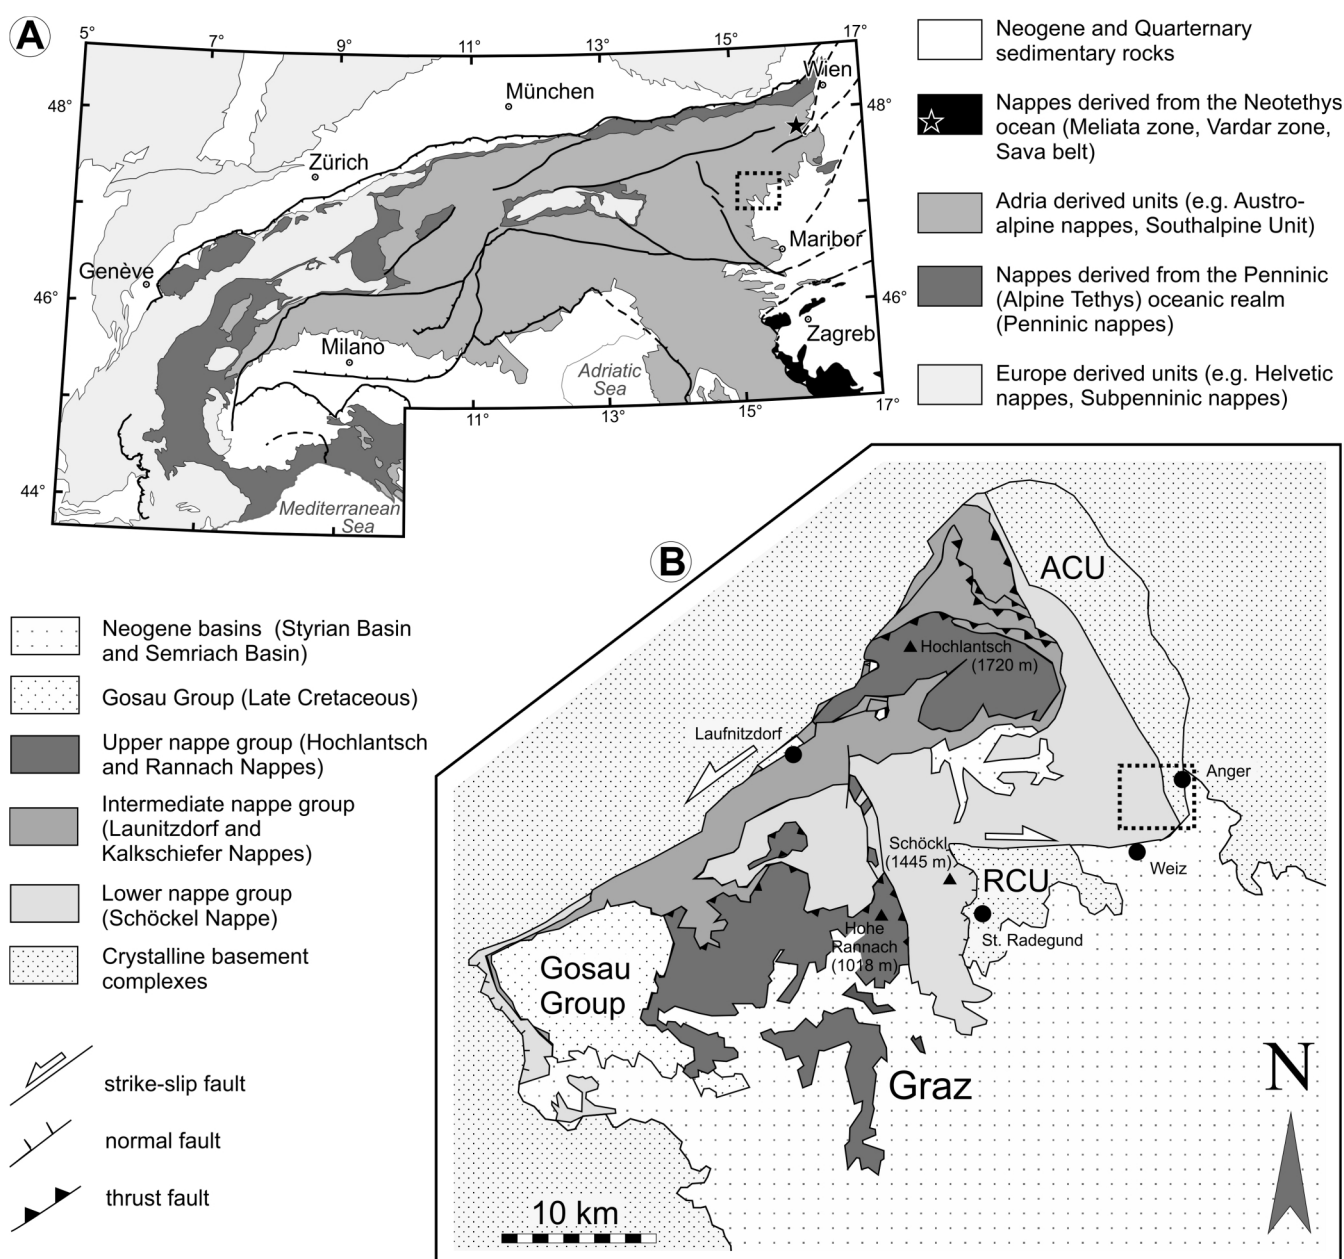 A
5°
7°
9°
11°
13°
15°
17°
48°
46°
44°
48°
46°
11°
13°
15°
17°
Wien
München
Zürich
Genève
Maribor
Zagreb
Milano
Adriatic
Sea
Mediterranean
Sea
Neogene and Quarternary
sedimentary rocks
Nappes derived from the Neotethys
ocean (Meliata zone, Vardar zone,
Sava belt)
Adria derived units (e.g. Austro-
alpine nappes, Southalpine Unit)
Nappes derived from the Penninic
(Alpine Tethys) oceanic realm
(Penninic nappes)
Europe derived units (e.g. Helvetic
nappes, Subpenninic nappes)
B
Neogene basins (Styrian Basin
and Semriach Basin)
Gosau Group (Late Cretaceous)
Upper nappe group (Hochlantsch
and Rannach Nappes)
Intermediate nappe group
(Launitzdorf and
Kalkschiefer Nappes)
Lower nappe group
(Schöckel Nappe)
Crystalline basement
complexes
strike-slip fault
normal fault
thrust fault
ACU
Hochlantsch
(1720 m)
Laufnitzdorf
Anger
Schöckl
(1445 m)
Weiz
RCU
St. Radegund
Hohe
Rannach
(1018 m)
Gosau
Group
Graz
N
10 km